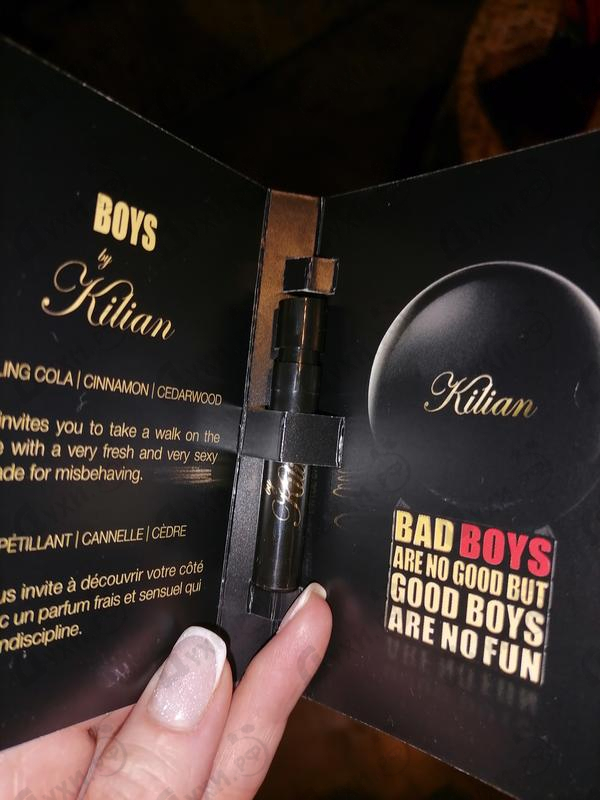 BOYS
by
Kilian
LING COLA | CINNAMON | CEDARWOOD
invites you to take a walk on the
with a very fresh and very sexy
ade for misbehaving.
PÉTILLANT | CANNELLE | CÈDRE
us invite à découvrir votre côté
c un parfum frais et sensuel qui
ndiscipline.
Kilian
BAD BOYS
ARE NO GOOD BUT
GOOD BOYS
ARE NO FUN